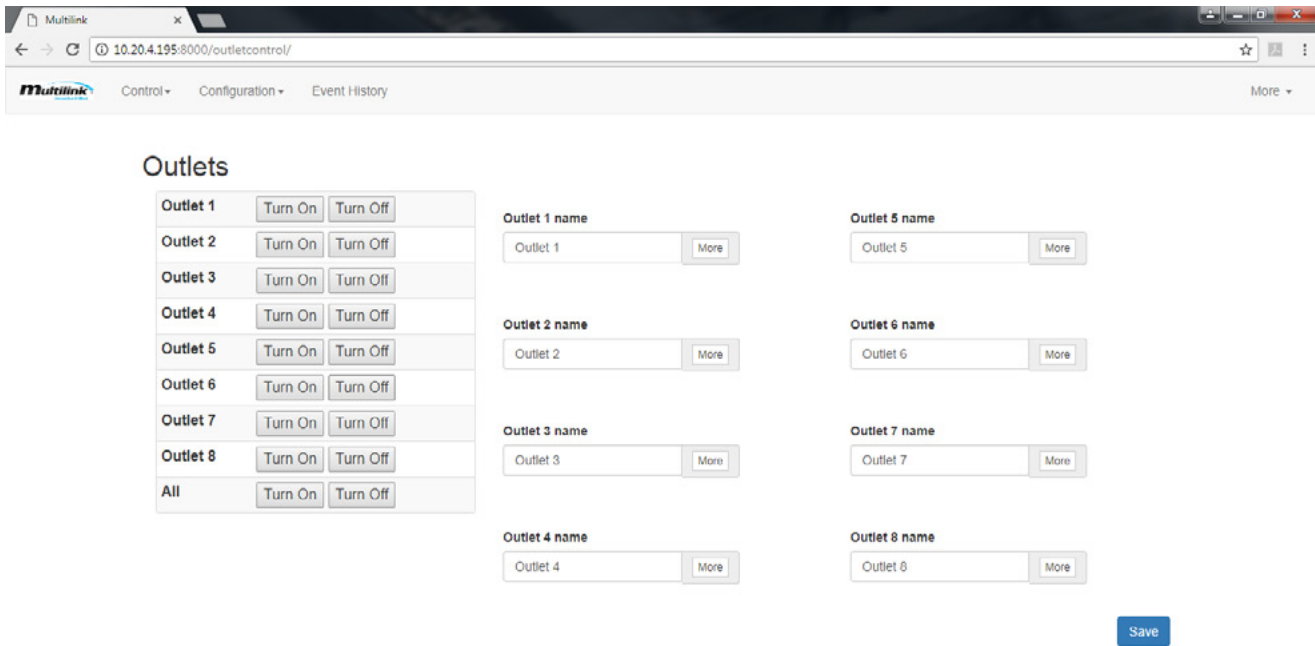 Multilink
10.20.4.195:8000/outletcontrol/
Multilink Control Configuration Event History More
Outlets
Outlet 1 Turn On Turn Off
Outlet 2 Turn On Turn Off
Outlet 3 Turn On Turn Off
Outlet 4 Turn On Turn Off
Outlet 5 Turn On Turn Off
Outlet 6 Turn On Turn Off
Outlet 7 Turn On Turn Off
Outlet 8 Turn On Turn Off
All Turn On Turn Off
Outlet 1 name Outlet 5 name
Outlet 1 More Outlet 5 More
Outlet 2 name Outlet 6 name
Outlet 2 More Outlet 6 More
Outlet 3 name Outlet 7 name
Outlet 3 More Outlet 7 More
Outlet 4 name Outlet 8 name
Outlet 4 More Outlet 8 More
Save